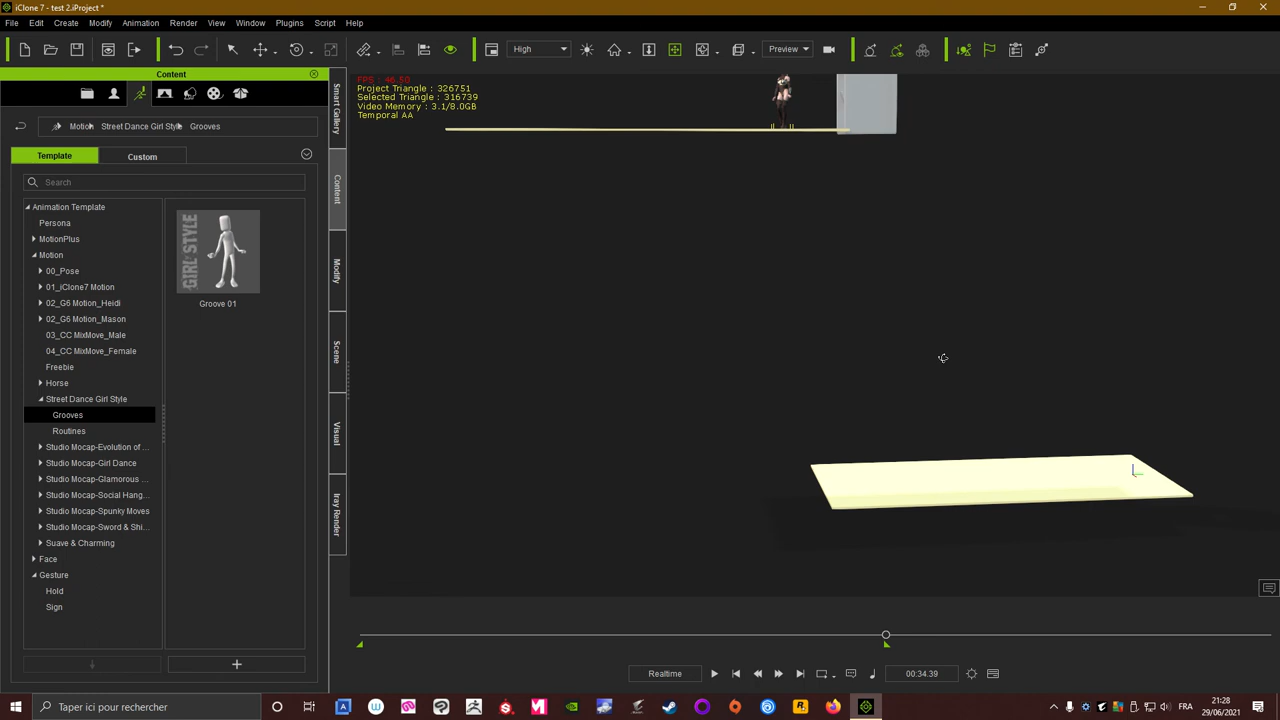 iClone 7 - test 2.iProject *
File Edit Create Modify Animation Render View Window Plugins Script Help
High Preview
Content
Motion Street Dance Girl Style Grooves
Template Custom
Search
Animation Template
Persona
MotionPlus
Motion
00_Pose
01_iClone7 Motion
02_G6 Motion_Heidi
02_G6 Motion_Mason
03_CC MixMove_Male
04_CC MixMove_Female
Freebie
Horse
Street Dance Girl Style
Grooves
Routines
Studio Mocap-Evolution of ...
Studio Mocap-Girl Dance
Studio Mocap-Glamorous ...
Studio Mocap-Social Hang...
Studio Mocap-Spunky Moves
Studio Mocap-Sword & Shi...
Suave & Charming
Face
Gesture
Hold
Sign
GIRL STYLE
Groove 01
Smart Gallery
Content
Modify
Scene
Visual
Iray Render
FPS : 46.50
Project Triangle : 326751
Selected Triangle : 316739
Video Memory : 3.1/8.0GB
Temporal AA
Realtime 00:34.39
Taper ici pour rechercher
FRA
21:28
29/06/2021